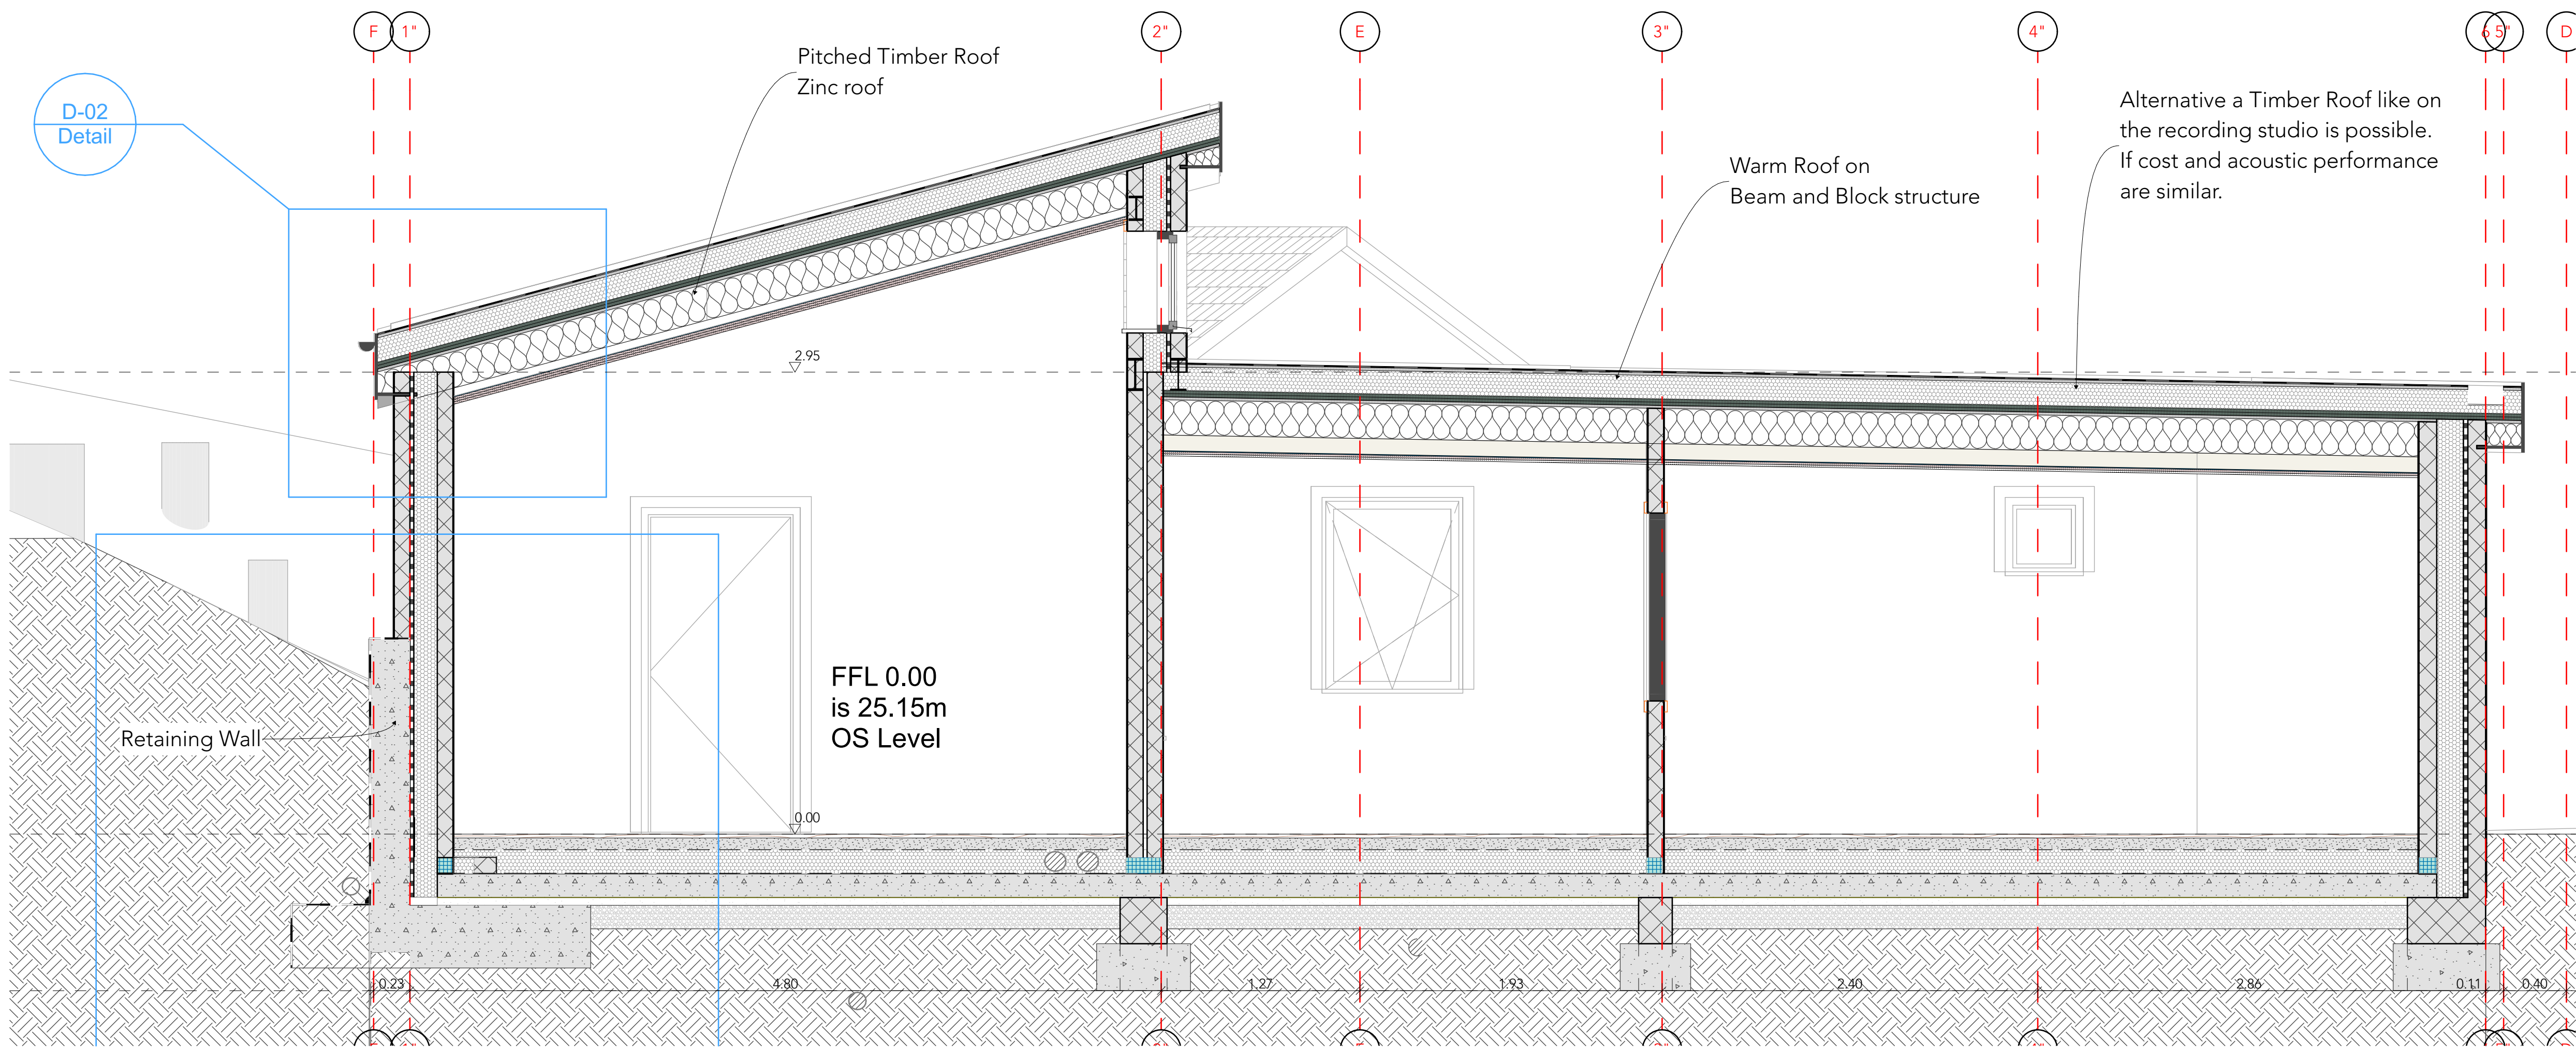 F
1"
2"
E
3"
4"
6
5"
D
D-02
Detail
Pitched Timber Roof
Zinc roof
Warm Roof on
Beam and Block structure
Alternative a Timber Roof like on
the recording studio is possible.
If cost and acoustic performance
are similar.
2.95
FFL 0.00
is 25.15m
OS Level
Retaining Wall
0.00
0.23
4.80
1.27
1.93
2.40
2.86
0.11
0.40